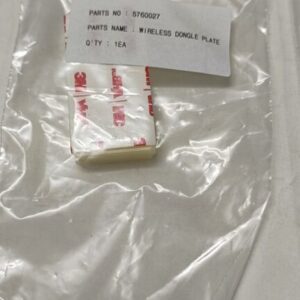 PARTS NO : 5760027
PARTS NAME : WIRELESS DONGLE PLATE
Q'TY : 1EA